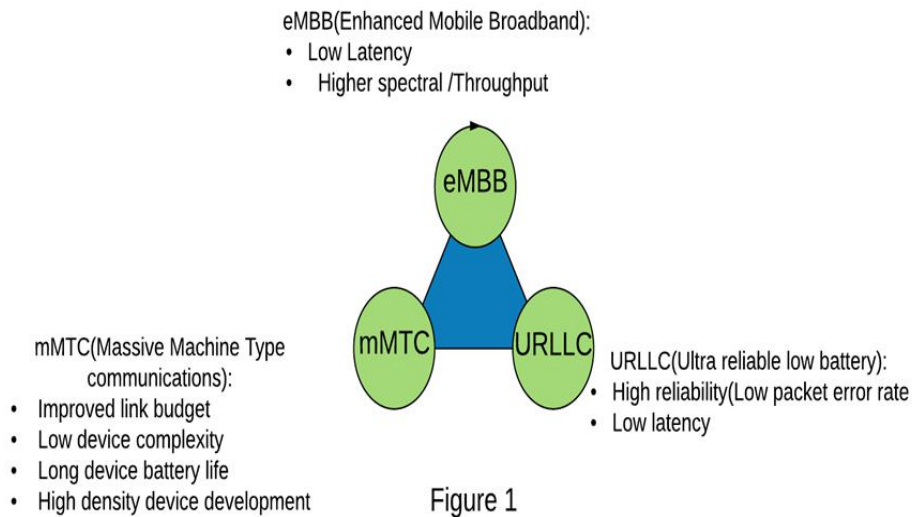 eMBB(Enhanced Mobile Broadband):
• Low Latency
• Higher spectral /Throughput
eMBB
mMTC
URLLC
mMTC(Massive Machine Type
communications):
• Improved link budget
• Low device complexity
• Long device battery life
• High density device development
URLLC(Ultra reliable low battery):
• High reliability(Low packet error rate
• Low latency
Figure 1